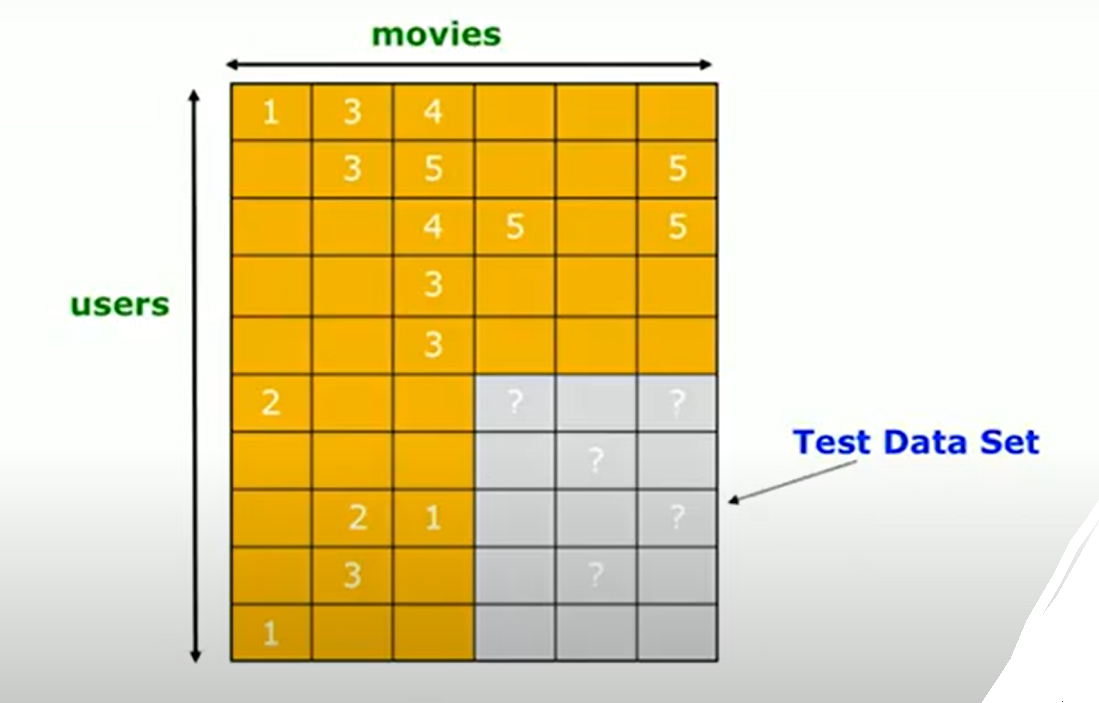 movies
1 3 4
3 5 5
4 5 5
users
3
3
2 ? ?
Test Data Set
?
2 1 ?
3 ?
1